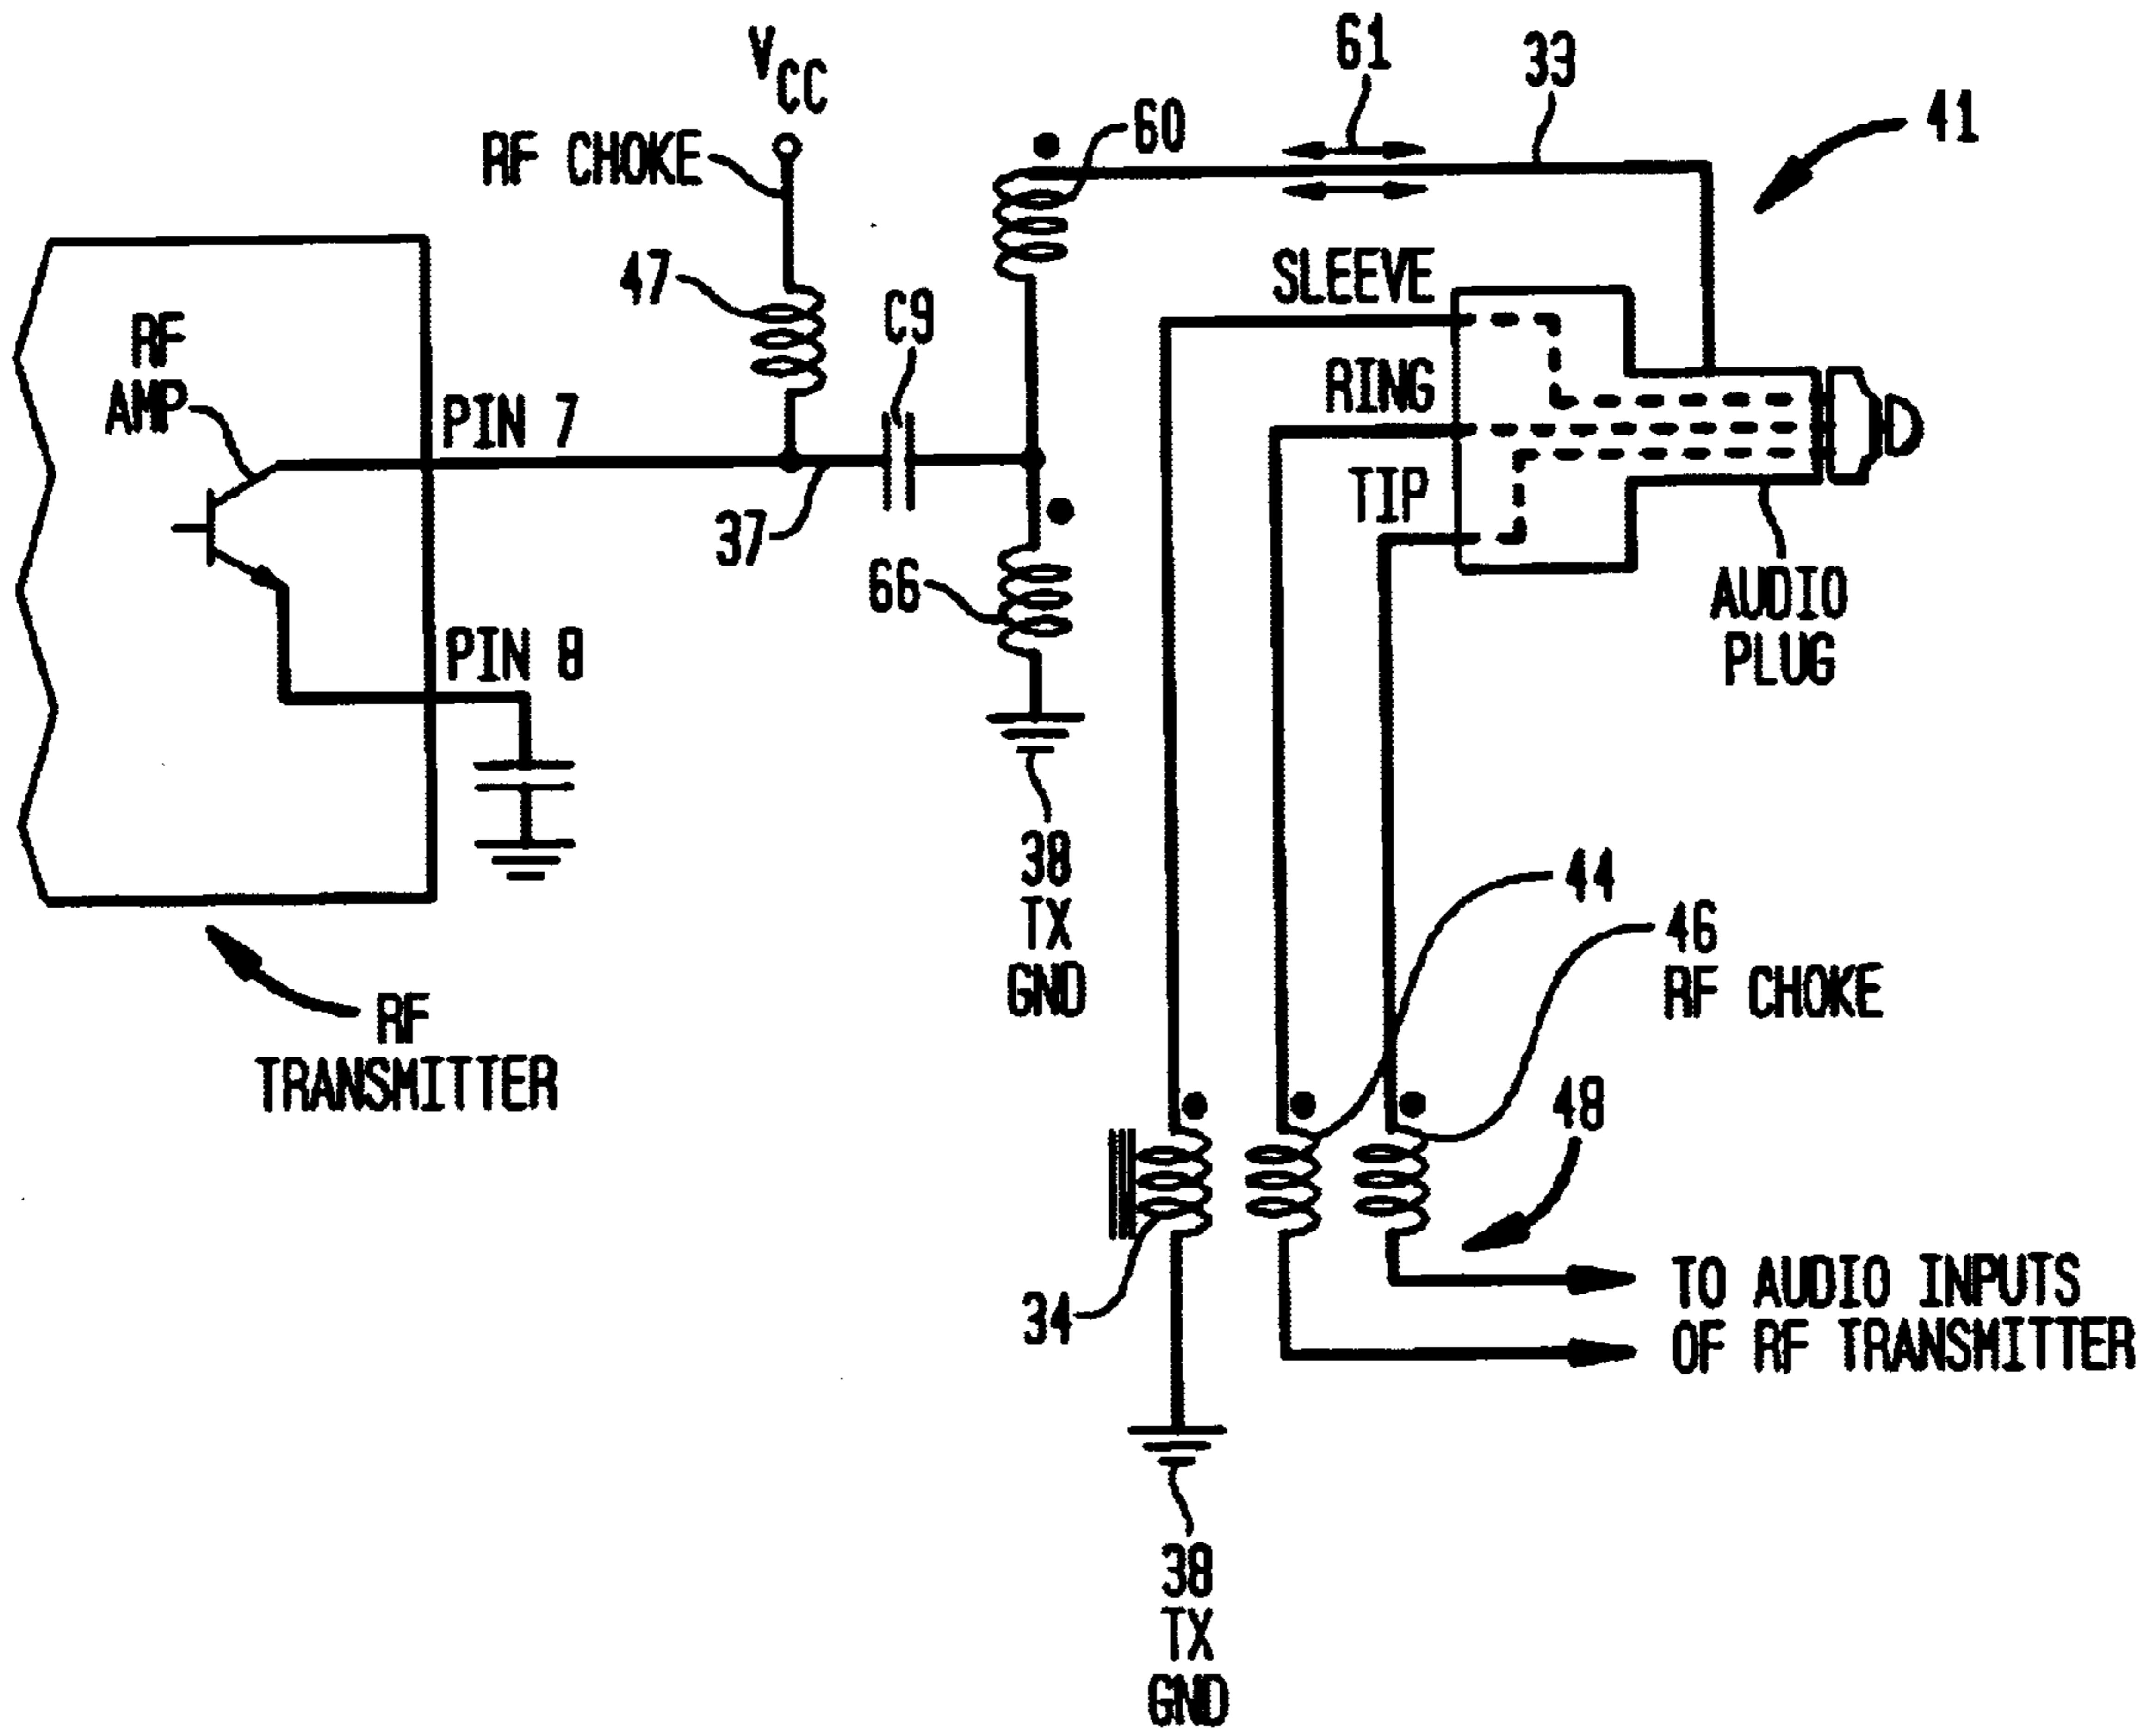 VCC
RF CHOKE
60
61
33
41
47
C9
SLEEVE
RF
AMP
RING
PIN 7
TIP
37
66
AUDIO
PLUG
PIN 8
38
TX
GND
44
46
RF CHOKE
RF
TRANSMITTER
48
34
TO AUDIO INPUTS
OF RF TRANSMITTER
38
TX
GND